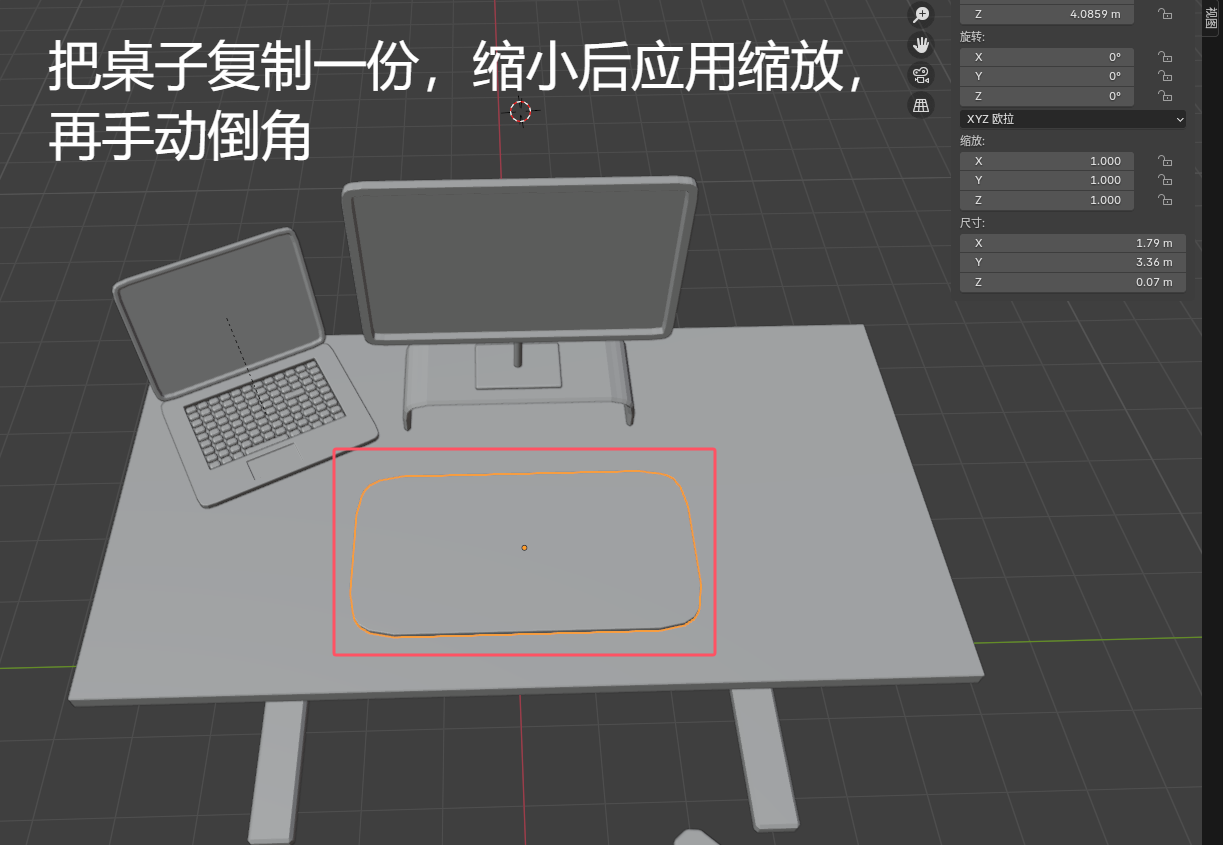 把桌子复制一份，缩小后应用缩放，
再手动倒角
Z 4.0859 m
旋转:
X 0°
Y 0°
Z 0°
XYZ 欧拉
缩放:
X 1.000
Y 1.000
Z 1.000
尺寸:
X 1.79 m
Y 3.36 m
Z 0.07 m
视图